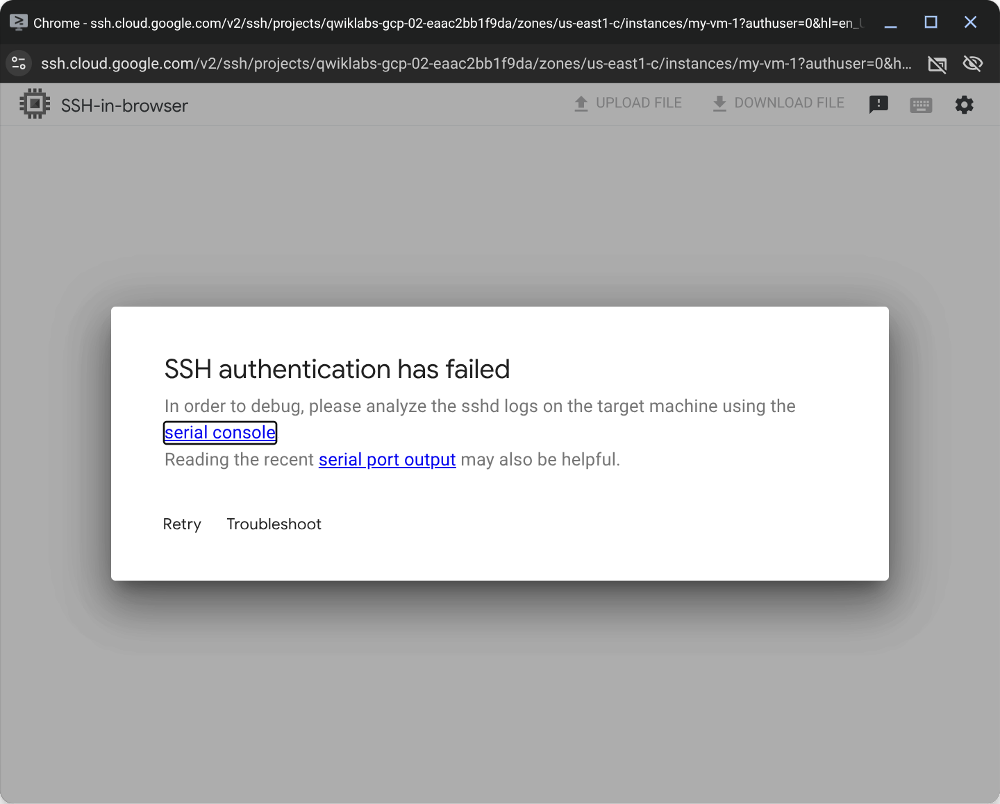 Chrome - ssh.cloud.google.com/v2/ssh/projects/qwiklabs-gcp-02-eaac2bb1f9da/zones/us-east1-c/instances/my-vm-1?authuser=0&hl=en_
ssh.cloud.google.com/v2/ssh/projects/qwiklabs-gcp-02-eaac2bb1f9da/zones/us-east1-c/instances/my-vm-1?authuser=0&h...
SSH-in-browser UPLOAD FILE DOWNLOAD FILE
SSH authentication has failed
In order to debug, please analyze the sshd logs on the target machine using the
serial console
Reading the recent serial port output may also be helpful.
Retry Troubleshoot